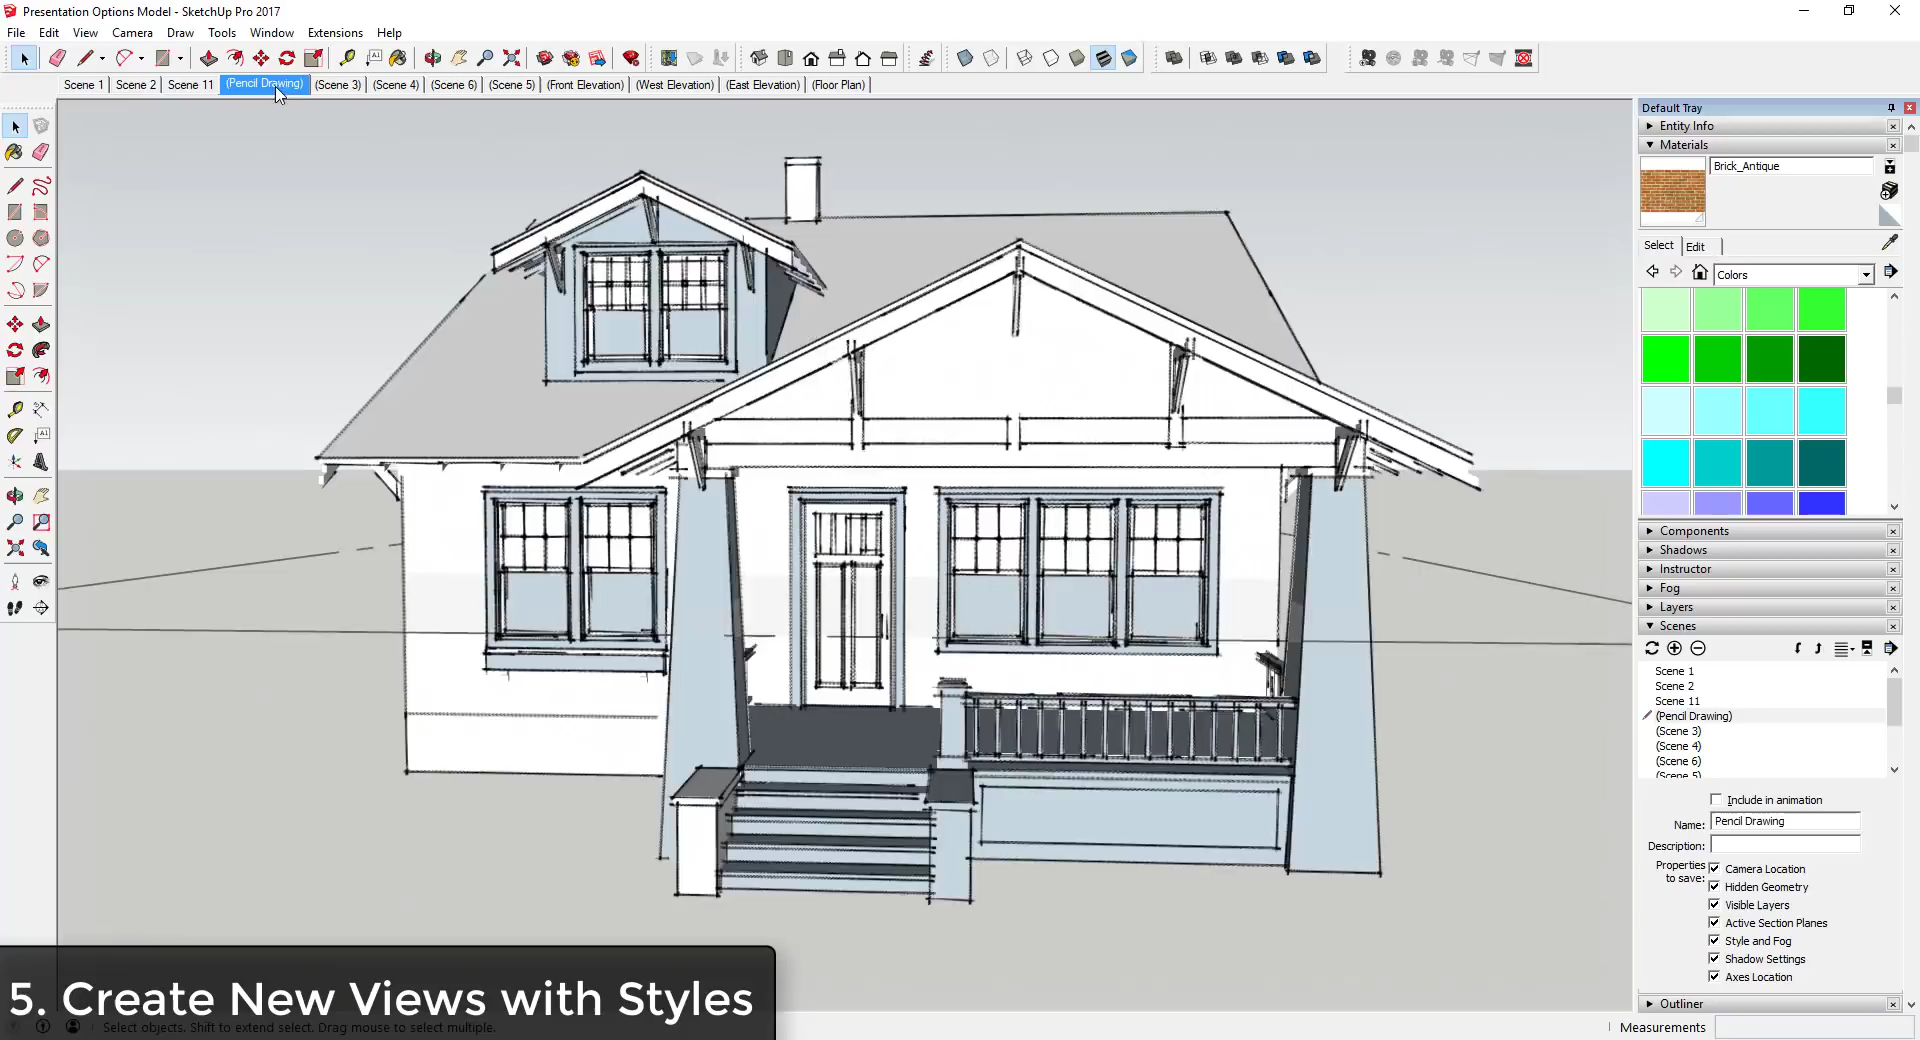 Presentation Options Model - SketchUp Pro 2017
File Edit View Camera Draw Tools Window Extensions Help
Scene 1 Scene 2 Scene 11 (Pencil Drawing) (Scene 3) (Scene 4) (Scene 6) (Scene 5) (Front Elevation) (West Elevation) (East Elevation) (Floor Plan)
Default Tray
Entity Info
Materials
Brick_Antique
Select Edit
Colors
Components
Shadows
Instructor
Fog
Layers
Scenes
Scene 1
Scene 2
Scene 11
(Pencil Drawing)
(Scene 3)
(Scene 4)
(Scene 6)
(Scene 5)
Include in animation
Name: Pencil Drawing
Description:
Properties to save:
Camera Location
Hidden Geometry
Visible Layers
Active Section Planes
Style and Fog
Shadow Settings
Axes Location
Outliner
5. Create New Views with Styles
Select objects. Shift to extend select. Drag mouse to select multiple.
Measurements